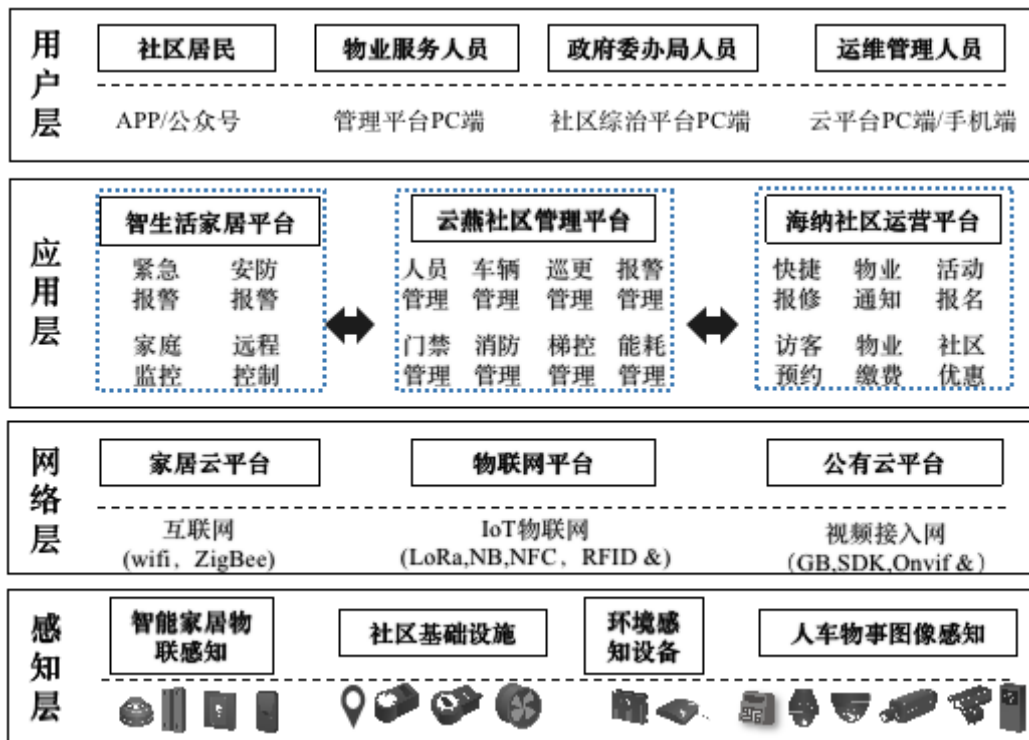 用户层
社区居民 物业服务人员 政府委办局人员 运维管理人员
APP/公众号 管理平台PC端 社区综治平台PC端 云平台PC端/手机端
应用层
智生活家居平台 云燕社区管理平台 海纳社区运营平台
紧急 安防 人员 车辆 巡更 报警 快捷 物业 活动
报警 报警 管理 管理 管理 管理 报修 通知 报名
家庭 远程 门禁 消防 梯控 能耗 访客 物业 社区
监控 控制 管理 管理 管理 管理 预约 缴费 优惠
网络层
家居云平台 物联网平台 公有云平台
互联网 IoT物联网 视频接入网
(wifi，ZigBee) (LoRa,NB,NFC，RFID &) (GB,SDK,Onvif &)
感知层
智能家居物 社区基础设施 环境感 人车物事图像感知
联感知 知设备